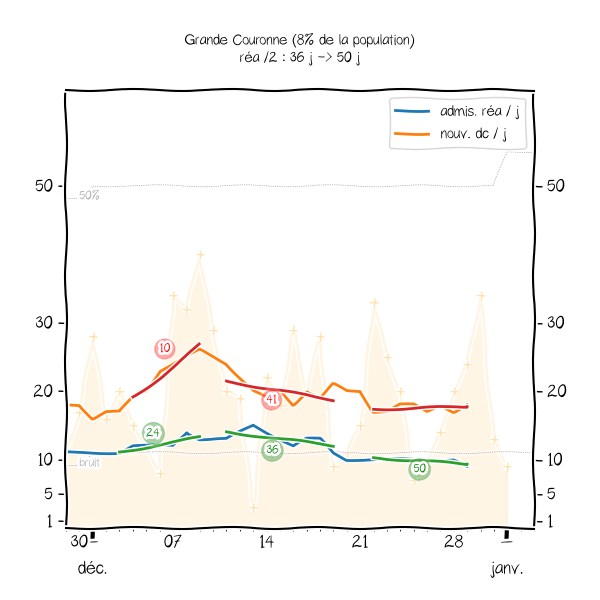 Grande Couronne (8% de la population)
réa /2 : 36 j -> 50 j
admis. réa / j
nouv. dc / j
50 50
50%
30 30
10
20 20
41
24
36
bruit
10 10
50
5 5
1 1
30 07 14 21 28
déc. janv.